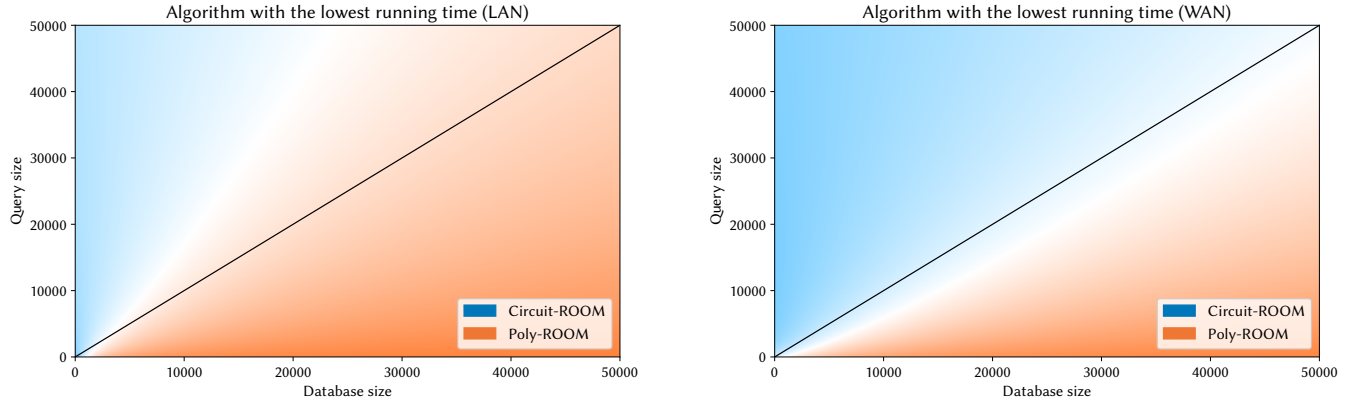 Algorithm with the lowest running time (LAN)
50000
40000
30000
20000
10000
0
Query size
0 10000 20000 30000 40000 50000
Database size
Circuit-ROOM
Poly-ROOM
Algorithm with the lowest running time (WAN)
50000
40000
30000
20000
10000
0
Query size
0 10000 20000 30000 40000 50000
Database size
Circuit-ROOM
Poly-ROOM